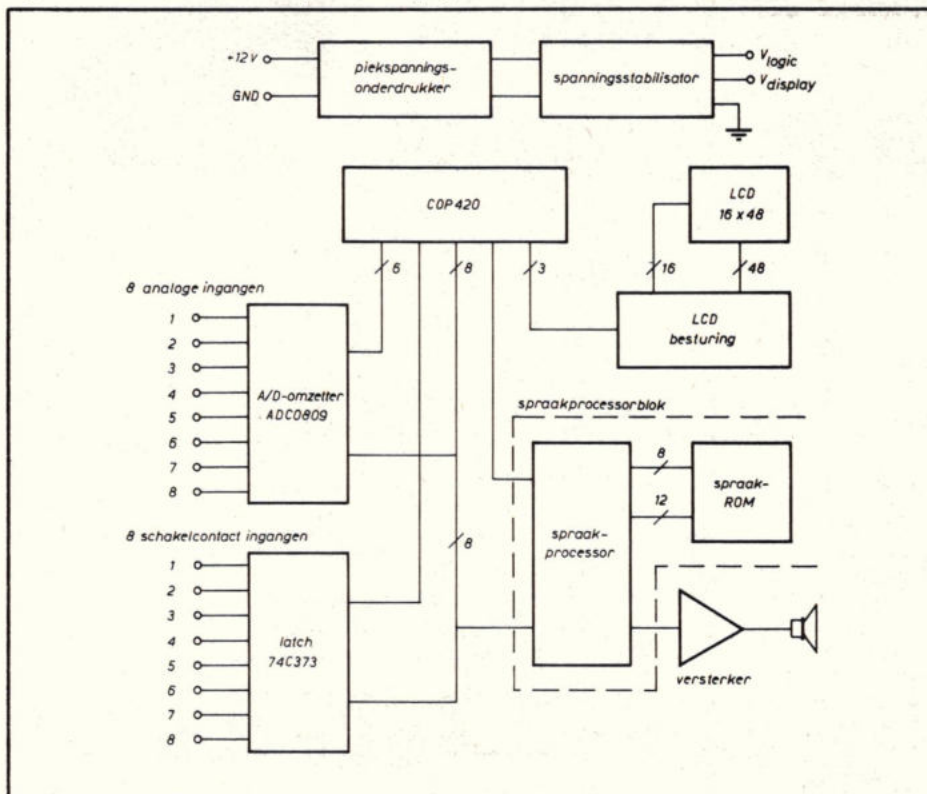 +12V
GND
piekspannings-
onderdrukker
spanningsstabilisator
Vlogic
Vdisplay
COP420
LCD
16 x 48
6
8
3
16
48
LCD
besturing
8 analoge ingangen
1
2
3
4
5
6
7
8
A/D-omzetter
ADC0809
spraakprocessorblok
8
12
spraak-
ROM
spraak-
processor
8
8 schakelcontact ingangen
1
2
3
4
5
6
7
8
latch
74C373
versterker